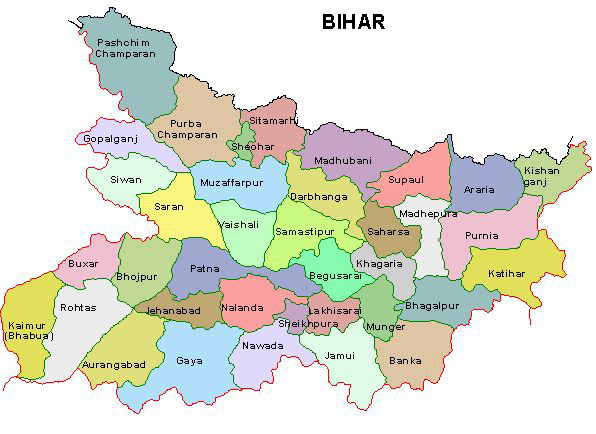 BIHAR
Pashchim
Champaran
Purba
Champaran
Sitamarhi
Sheohar
Gopalganj
Madhubani
Kishan
ganj
Siwan
Muzaffarpur
Darbhanga
Supaul
Araria
Saran
Madhepura
Vaishali
Samastipur
Saharsa
Purnia
Buxar
Bhojpur
Patna
Begusarai
Khagaria
Katihar
Rohtas
Jehanabad
Nalanda
Lakhisarai
Bhagalpur
Kaimur
(Bhabua)
Sheikhpura
Munger
Aurangabad
Gaya
Nawada
Jamui
Banka